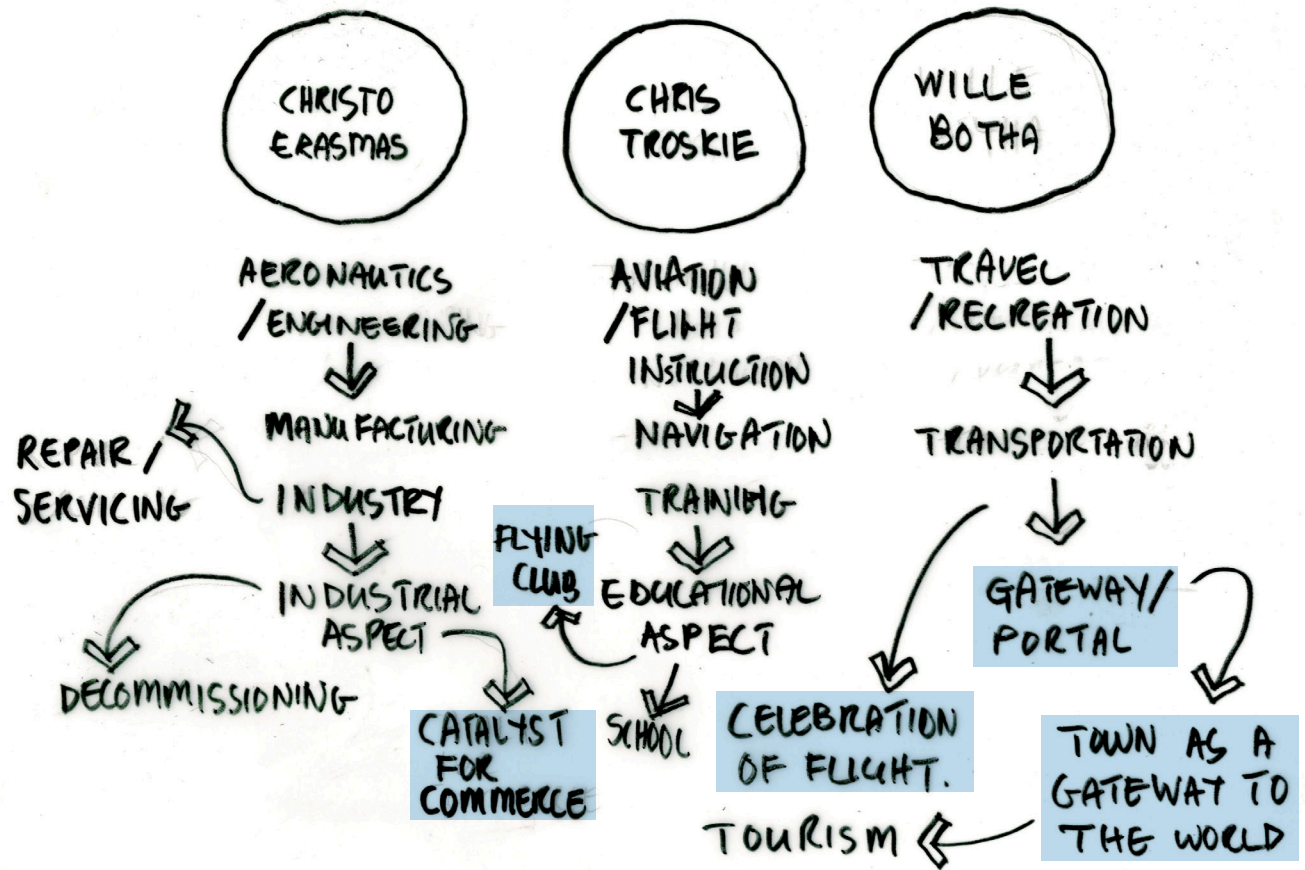 CHRISTO
ERASMAS
AERONAUTICS
/ENGINEERING
MANUFACTURING
REPAIR /
SERVICING
INDUSTRY
INDUSTRIAL
ASPECT
DECOMMISSIONING
CATALYST
FOR
COMMERCE
CHRIS
TROSKIE
AVIATION
/FLIGHT
INSTRUCTION
NAVIGATION
TRAINING
FLYING
CLUB
EDUCATIONAL
ASPECT
SCHOOL
WILLE
BOTHA
TRAVEL
/RECREATION
TRANSPORTATION
GATEWAY/
PORTAL
CELEBRATION
OF FLIGHT.
TOWN AS A
GATEWAY TO
THE WORLD
TOURISM